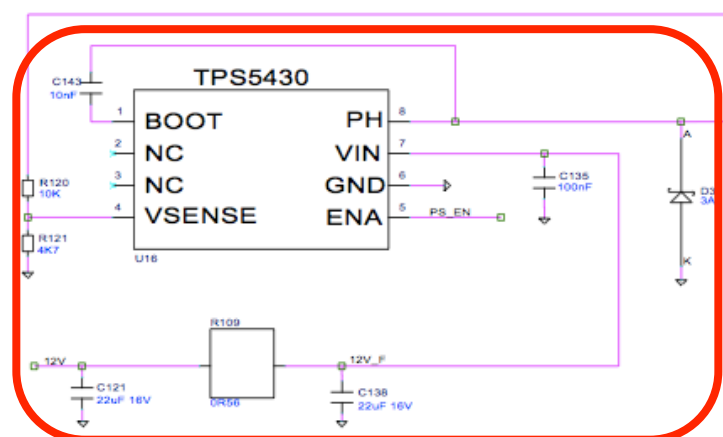 C143
10nF
TPS5430
1
BOOT
PH
8
2
NC
VIN
7
3
NC
GND
6
4
VSENSE
ENA
5
PS_EN
U16
R120
10K
R121
4K7
C135
100nF
A
D3
3A
K
R109
0R56
12V
12V_F
C121
22uF 16V
C138
22uF 16V